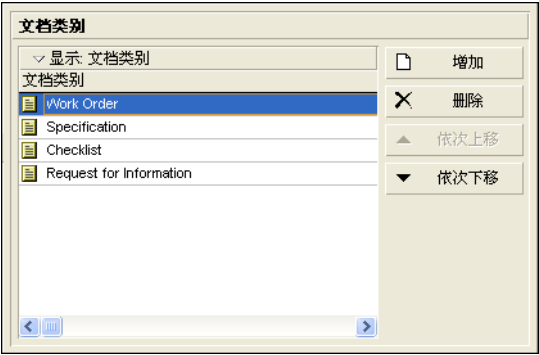 文档类别
显示: 文档类别
文档类别
Work Order
Specification
Checklist
Request for Information
增加
删除
依次上移
依次下移